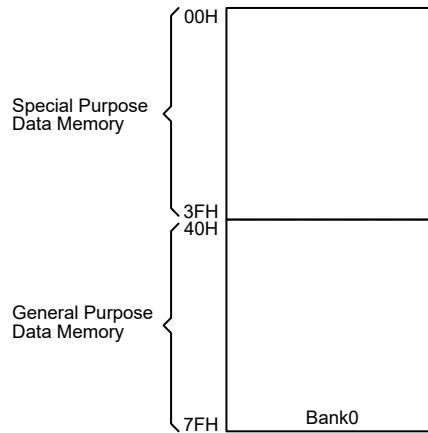 00H
Special Purpose
Data Memory
3FH
40H
General Purpose
Data Memory
7FH
Bank0